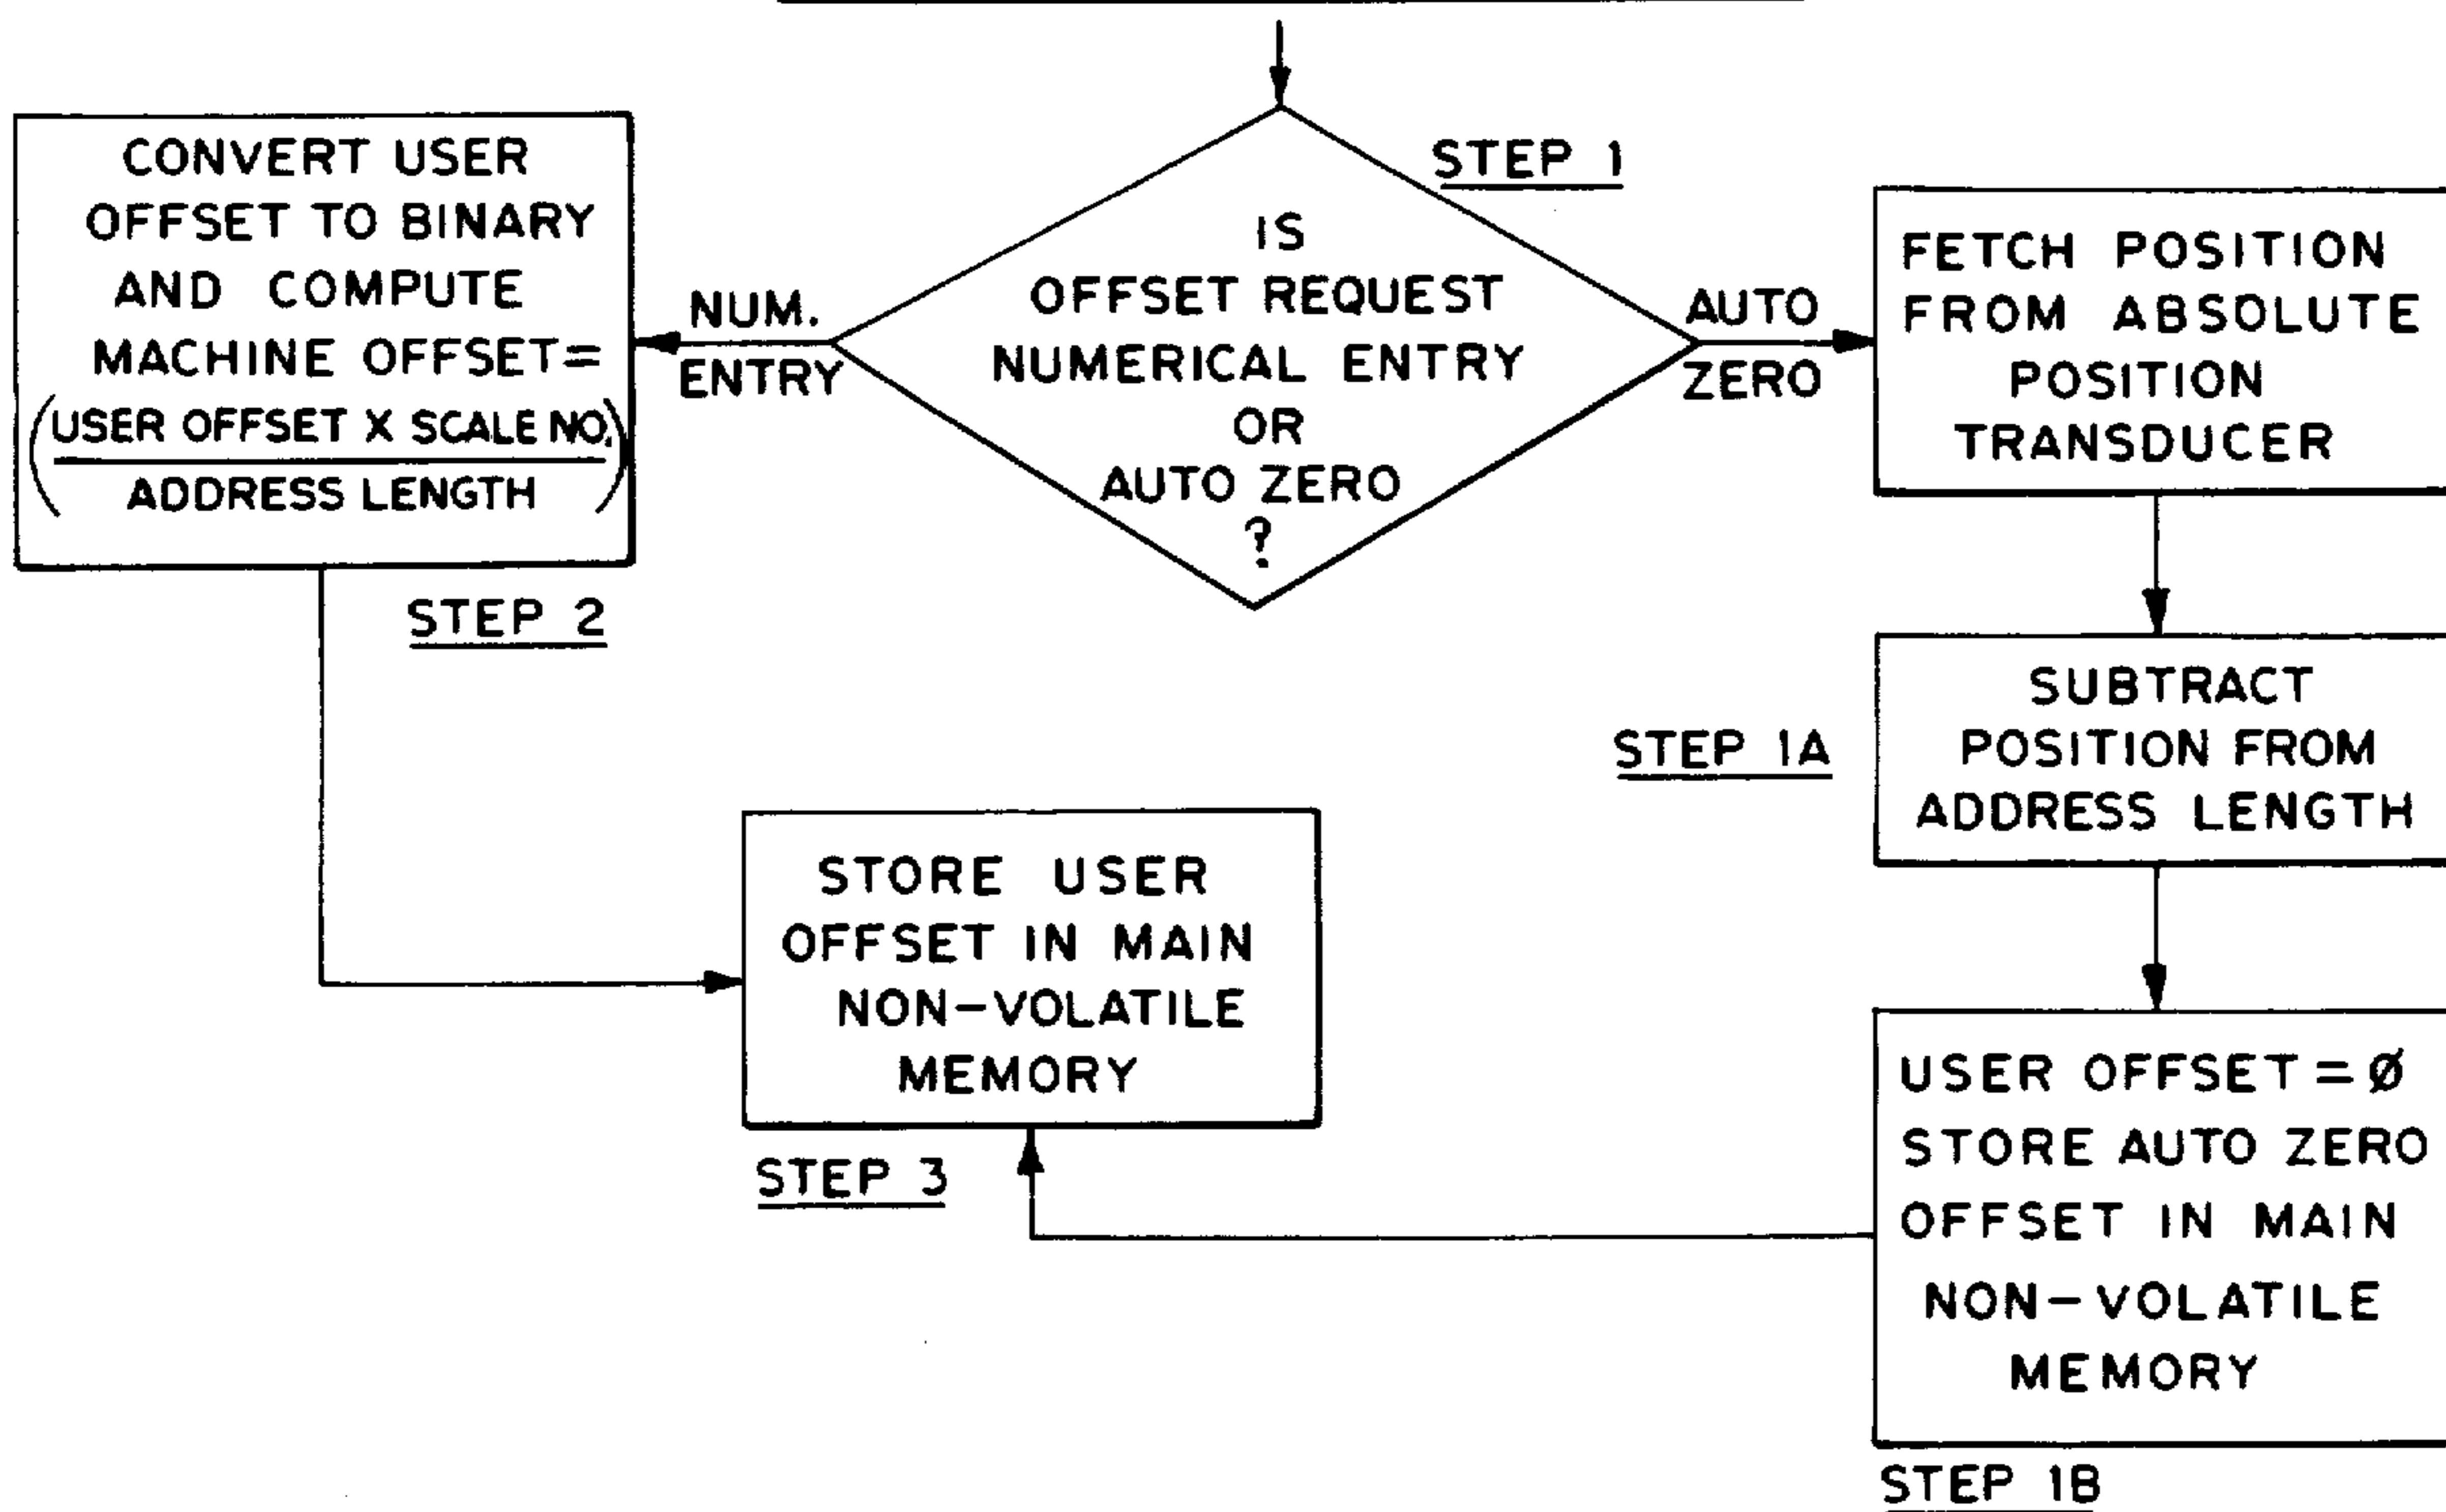 STEP 1
IS
OFFSET REQUEST
NUMERICAL ENTRY
OR
AUTO ZERO
?
NUM.
ENTRY
CONVERT USER
OFFSET TO BINARY
AND COMPUTE
MACHINE OFFSET=
(USER OFFSET X SCALE NO.
ADDRESS LENGTH)
STEP 2
AUTO
ZERO
FETCH POSITION
FROM ABSOLUTE
POSITION
TRANSDUCER
STEP 1A
SUBTRACT
POSITION FROM
ADDRESS LENGTH
USER OFFSET=Ø
STORE AUTO ZERO
OFFSET IN MAIN
NON-VOLATILE
MEMORY
STEP 1B
STORE USER
OFFSET IN MAIN
NON-VOLATILE
MEMORY
STEP 3